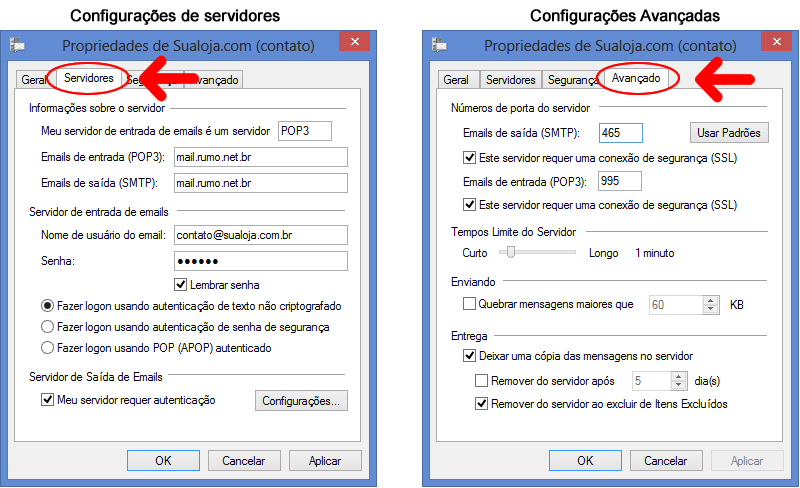 Configurações de servidores
Propriedades de Sualoja.com (contato)
Geral Servidores Avançado
Informações sobre o servidor
Meu servidor de entrada de emails é um servidor POP3
Emails de entrada (POP3): mail.rumo.net.br
Emails de saída (SMTP): mail.rumo.net.br
Servidor de entrada de emails
Nome de usuário do email: contato@sualoja.com.br
Senha: ●●●●●●
Lembrar senha
Fazer logon usando autenticação de texto não criptografado
Fazer logon usando autenticação de senha de segurança
Fazer logon usando POP (APOP) autenticado
Servidor de Saída de Emails
Meu servidor requer autenticação Configurações...
OK Cancelar Aplicar
Configurações Avançadas
Propriedades de Sualoja.com (contato)
Geral Servidores Segurança Avançado
Números de porta do servidor
Emails de saída (SMTP): 465 Usar Padrões
Este servidor requer uma conexão de segurança (SSL)
Emails de entrada (POP3): 995
Este servidor requer uma conexão de segurança (SSL)
Tempos Limite do Servidor
Curto Longo 1 minuto
Enviando
Quebrar mensagens maiores que 60 KB
Entrega
Deixar uma cópia das mensagens no servidor
Remover do servidor após 5 dia(s)
Remover do servidor ao excluir de Itens Excluídos
OK Cancelar Aplicar